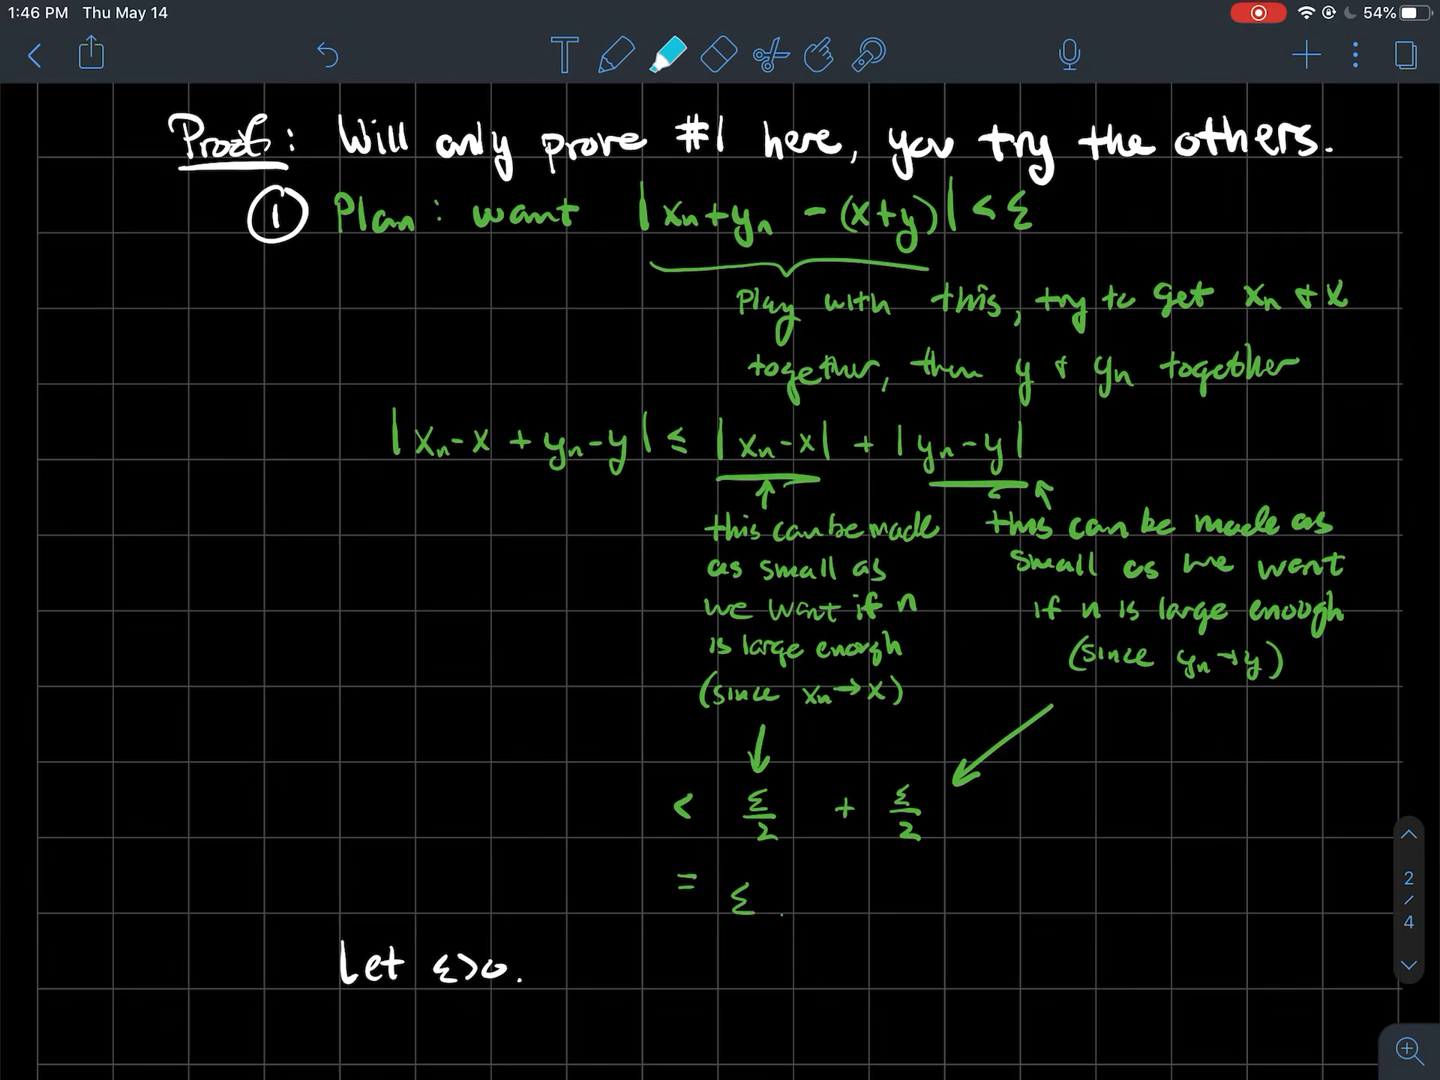 1:46 PM Thu May 14
54%
Proof: Will only prove #1 here, you try the others.
① Plan: want |xₙ+yₙ - (x+y)| < ε
Play with this, try to get xₙ & x
together, then y & yₙ together
|xₙ-x + yₙ-y| ≤ |xₙ-x| + |yₙ-y|
this can be made
as small as
we want if n
is large enough
(since xₙ→x)
this can be made as
small as we want
if n is large enough
(since yₙ→y)
< ε/2 + ε/2
= ε.
Let ε>0.
2/4